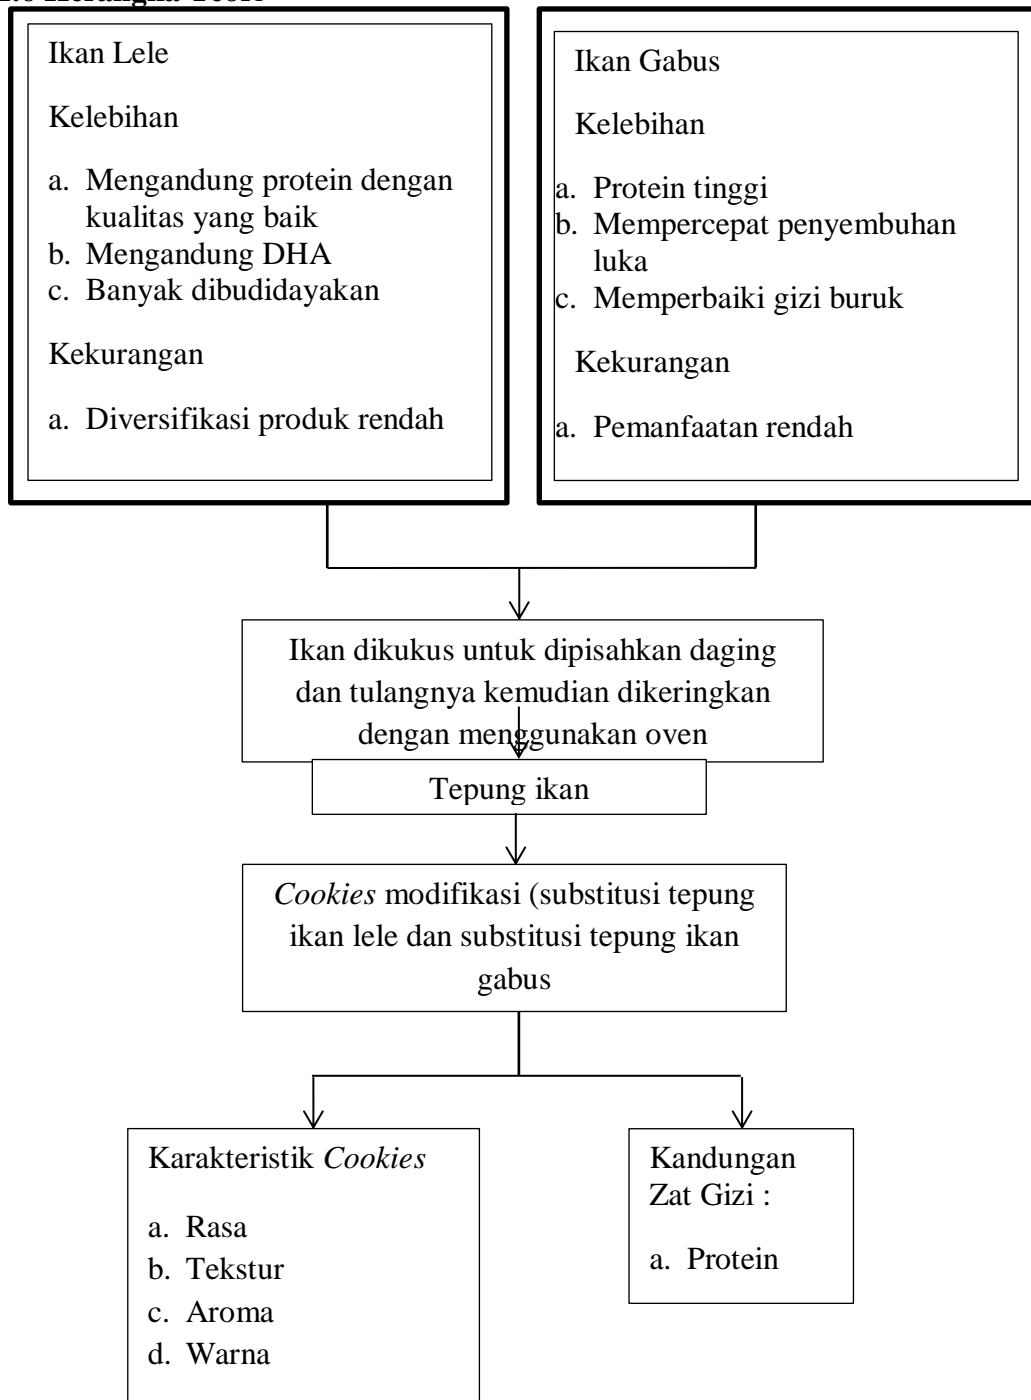 Ikan Lele
Kelebihan
a. Mengandung protein dengan
kualitas yang baik
b. Mengandung DHA
c. Banyak dibudidayakan
Kekurangan
a. Diversifikasi produk rendah
Ikan Gabus
Kelebihan
a. Protein tinggi
b. Mempercepat penyembuhan
luka
c. Memperbaiki gizi buruk
Kekurangan
a. Pemanfaatan rendah
Ikan dikukus untuk dipisahkan daging
dan tulangnya kemudian dikeringkan
dengan menggunakan oven
Tepung ikan
Cookies modifikasi (substitusi tepung
ikan lele dan substitusi tepung ikan
gabus
Karakteristik Cookies
a. Rasa
b. Tekstur
c. Aroma
d. Warna
Kandungan
Zat Gizi :
a. Protein